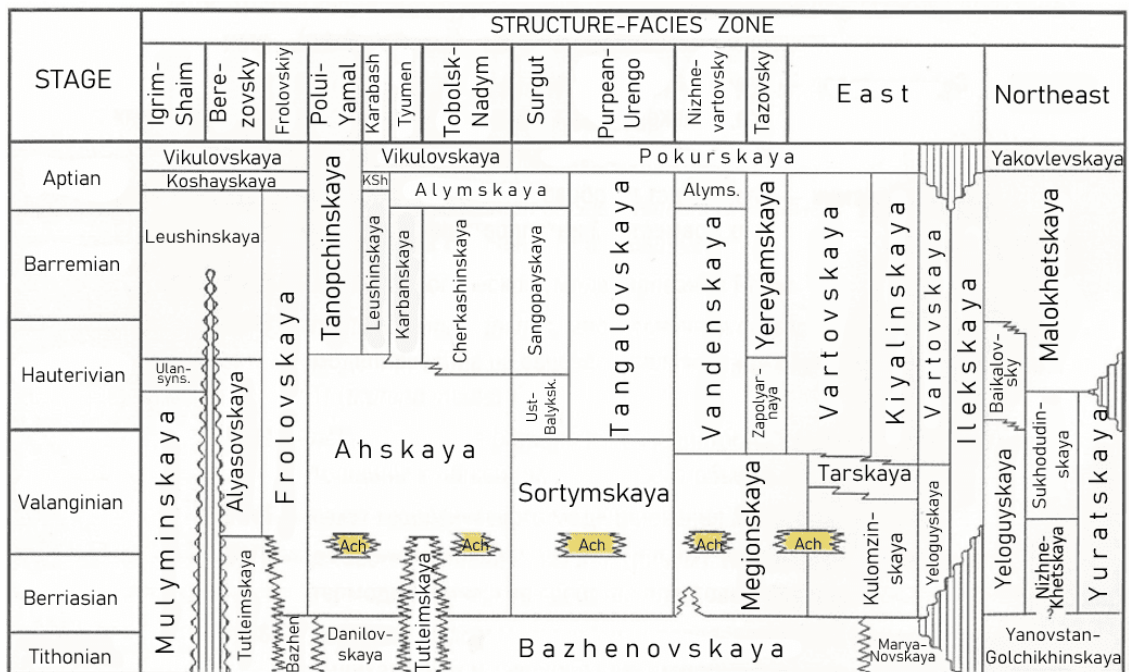 STRUCTURE-FACIES ZONE
STAGE
Igrim-
Shaim
Bere-
zovsky
Frolovskiy
Polui-
Yamal
Karabash
Tyumen
Tobolsk-
Nadym
Surgut
Purpean-
Urengo
Nizhne-
vartovsky
Tazovsky
East
Northeast
Aptian
Barremian
Hauterivian
Valanginian
Berriasian
Tithonian
Vikulovskaya
Vikulovskaya
Pokurskaya
Yakovlevskaya
Koshayskaya
KSh
Alymskaya
Alyms.
Leushinskaya
Tanopchinskaya
Leushinskaya
Karbanskaya
Cherkashinskaya
Sangopayskaya
Tangalovskaya
Vandenskaya
Yereyamskaya
Vartovskaya
Kiyalinskaya
Vartovskaya
Ilekskaya
Malokhetskaya
Baikalov-
sky
Ulan-
syns.
Mulyminskaya
Alyasovskaya
Frolovskaya
Ust-
Balyksk.
Zapolyar-
naya
Ahskaya
Sortymskaya
Megionskaya
Tarskaya
Kulomzin-
skaya
Yeloguyskaya
Yeloguyskaya
Sukhodudin-
skaya
Nizhne-
Khetskaya
?
Yuratskaya
Ach
Ach
Ach
Ach
Ach
Tutleimskaya
Bazhen
Danilov-
skaya
Tutleimskaya
Bazhenovskaya
Marya-
Novskaya
Yanovstan-
Golchikhinskaya